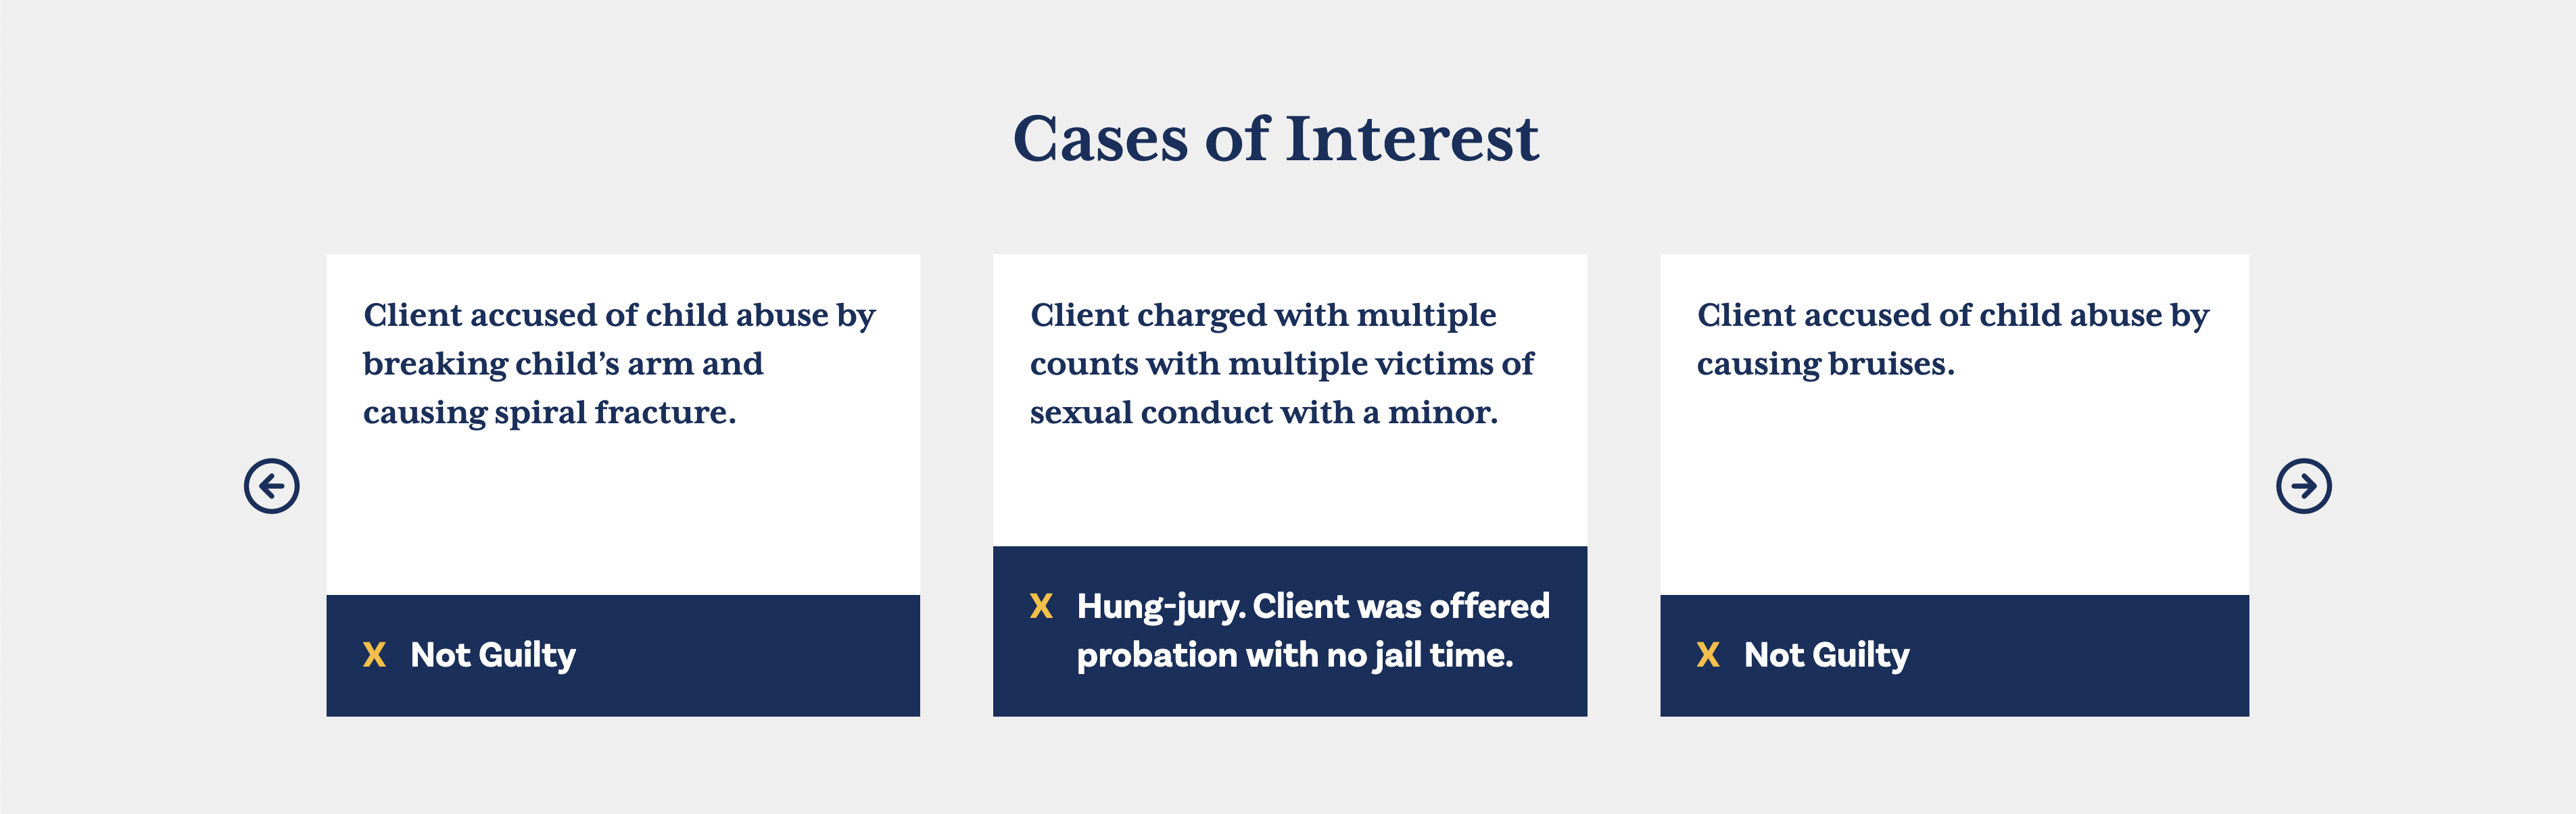 Cases of Interest
Client accused of child abuse by
breaking child’s arm and
causing spiral fracture.
X Not Guilty
Client charged with multiple
counts with multiple victims of
sexual conduct with a minor.
X Hung-jury. Client was offered
probation with no jail time.
Client accused of child abuse by
causing bruises.
X Not Guilty